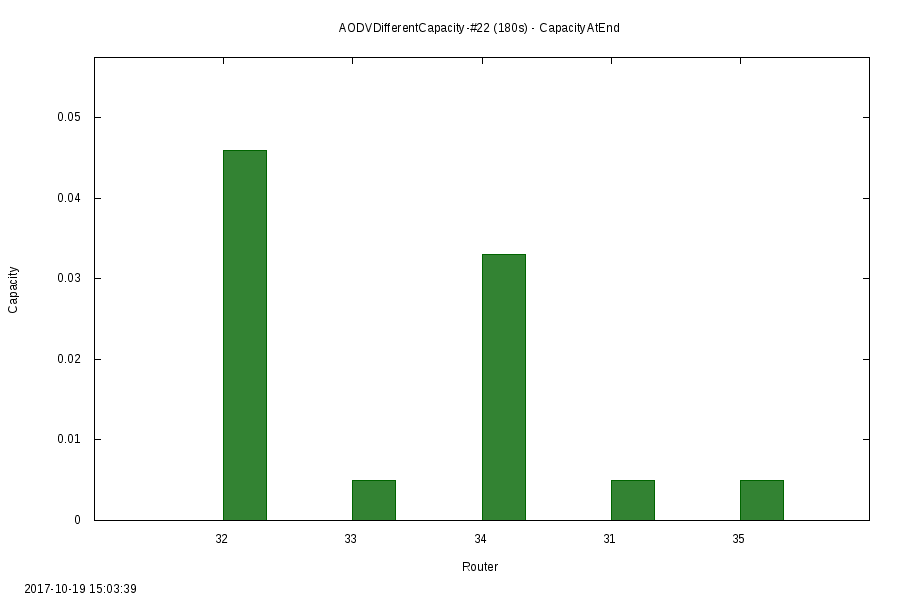 AODVDifferentCapacity-#22 (180s) - CapacityAtEnd
0.05
0.04
0.03
0.02
0.01
0
Capacity
32 33 34 31 35
Router
2017-10-19 15:03:39